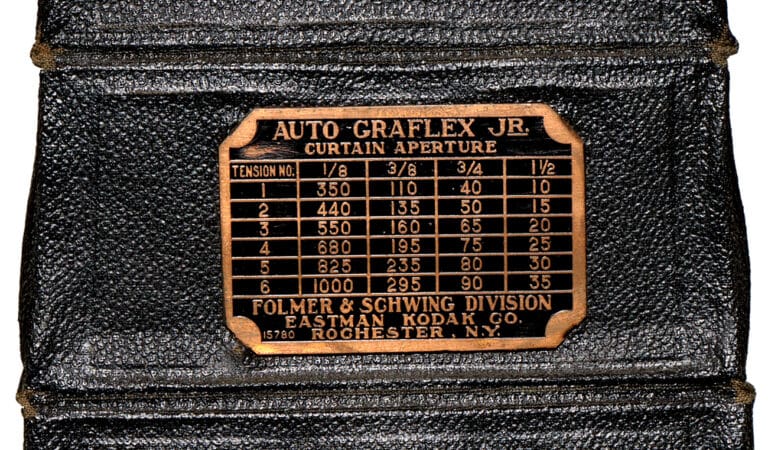 AUTO GRAFLEX JR.
CURTAIN APERTURE
TENSION NO. 1/8 3/8 3/4 1 1/2
1 350 110 40 10
2 440 135 50 15
3 550 160 65 20
4 680 195 75 25
5 825 235 80 30
6 1000 295 90 35
FOLMER & SCHWING DIVISION
EASTMAN KODAK CO.
15780 ROCHESTER, N.Y.